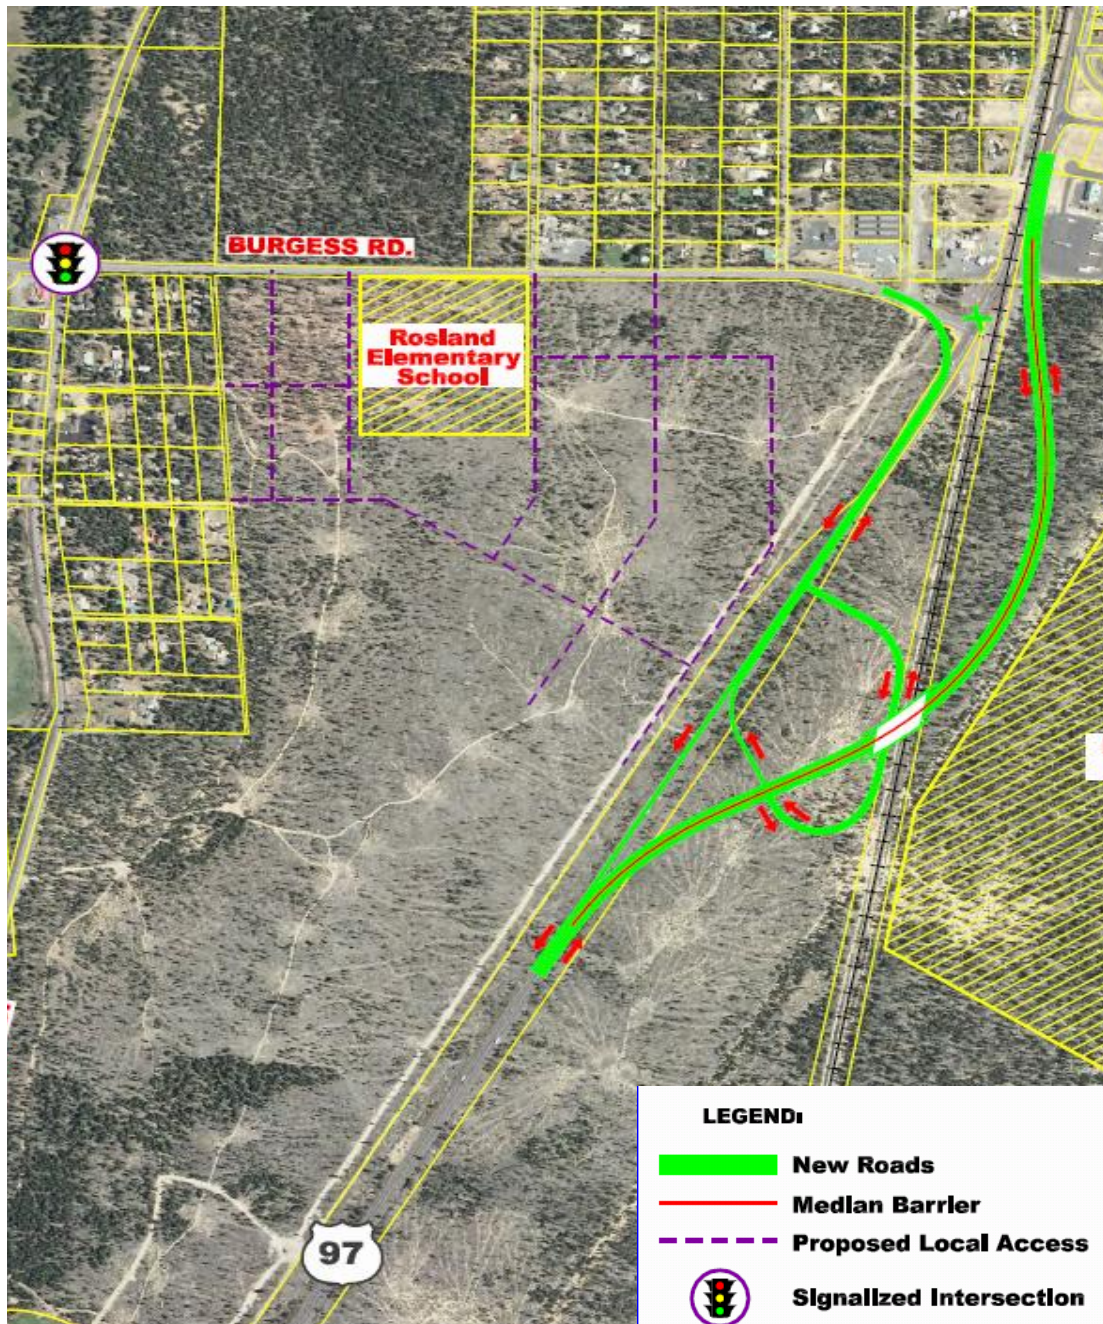 BURGESS RD.
Rosland
Elementary
School
97
LEGEND:
New Roads
Median Barrier
Proposed Local Access
Signalized Intersection